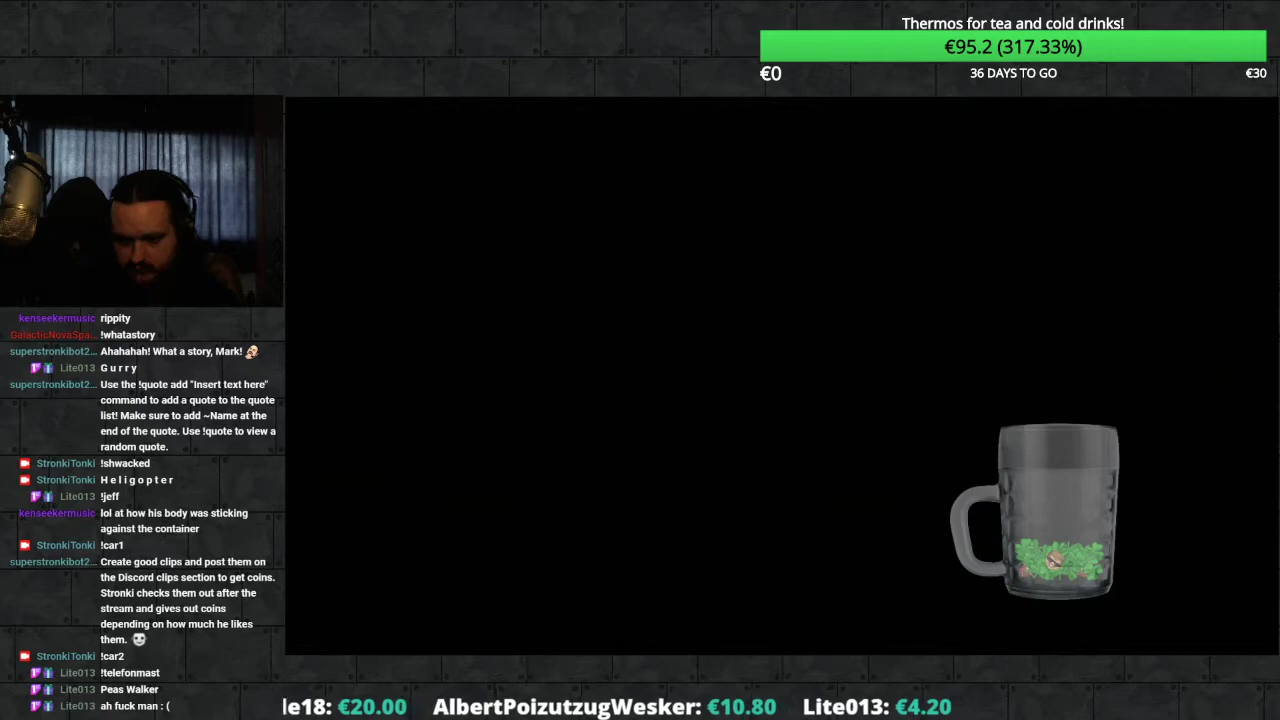 Thermos for tea and cold drinks!
€95.2 (317.33%)
€0 36 DAYS TO GO €30
kenseekermusic rippity
GalacticNovaSpa... !whatastory
superstronkibot2... Ahahahah! What a story, Mark!
Lite013 G u r r y
superstronkibot2... Use the !quote add "Insert text here"
command to add a quote to the quote
list! Make sure to add ~Name at the
end of the quote. Use !quote to view a
random quote.
StronkiTonki !shwacked
StronkiTonki H e l i g o p t e r
Lite013 !jeff
kenseekermusic lol at how his body was sticking
against the container
StronkiTonki !car1
superstronkibot2... Create good clips and post them on
the Discord clips section to get coins.
Stronki checks them out after the
stream and gives out coins
depending on how much he likes
them.
StronkiTonki !car2
Lite013 !telefonmast
Lite013 Peas Walker
Lite013 ah fuck man : (
le18: €20.00 AlbertPoizutzugWesker: €10.80 Lite013: €4.20